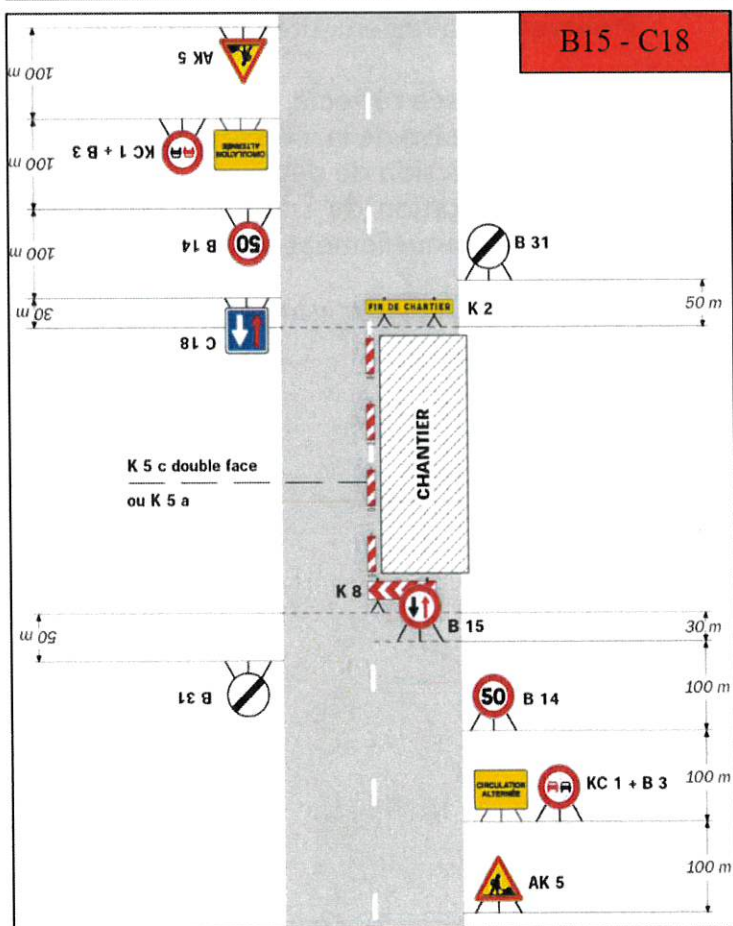 B15 - C18
100 m
AK 5
100 m
KC 1 + B 3
CIRCULATION
ALTERNÉE
100 m
B 14
50
B 31
30 m
C 18
FIN DE CHANTIER
K 2
50 m
CHANTIER
K 5 c double face
ou K 5 a
K 8
B 15
30 m
50 m
B 31
50
B 14
100 m
CIRCULATION
ALTERNÉE
KC 1 + B 3
100 m
AK 5
100 m